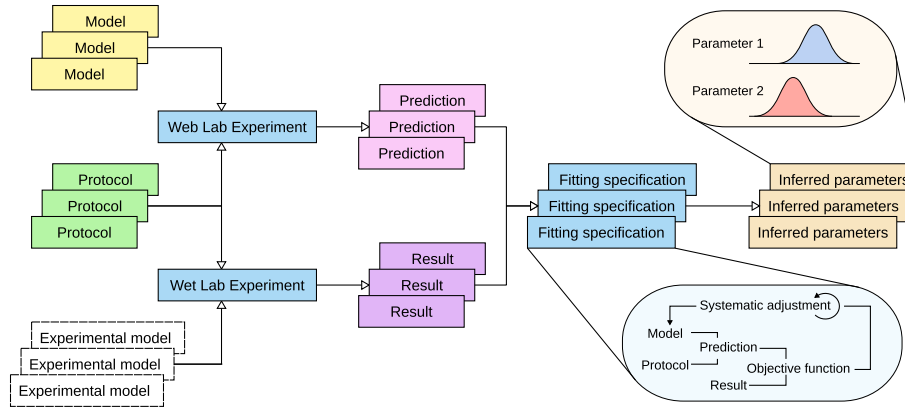 Model
Model
Model
Web Lab Experiment
Protocol
Protocol
Protocol
Wet Lab Experiment
Experimental model
Experimental model
Experimental model
Prediction
Prediction
Prediction
Result
Result
Result
Fitting specification
Fitting specification
Fitting specification
Parameter 1
Parameter 2
Inferred parameters
Inferred parameters
Inferred parameters
Systematic adjustment
Model
Prediction
Protocol
Objective function
Result